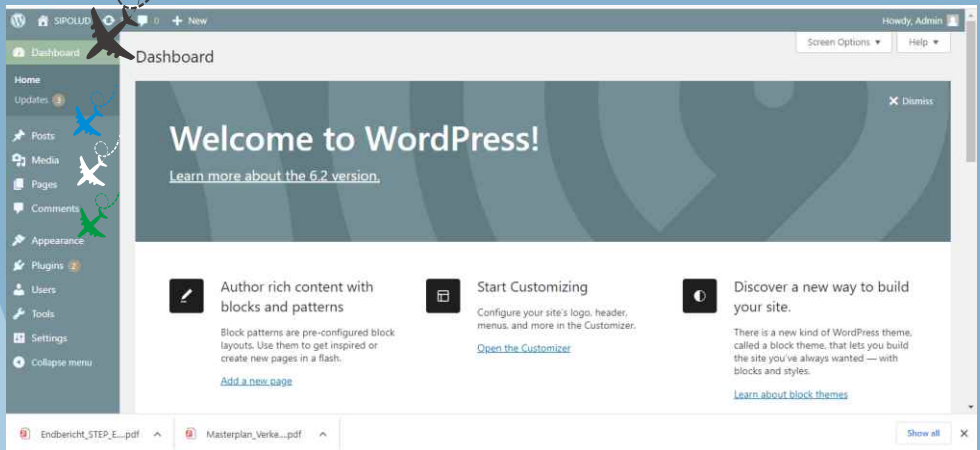 SIPOLUD
0
New
Howdy, Admin
Screen Options
Help
Dashboard
Home
Updates 3
Posts
Media
Pages
Comments
Appearance
Plugins 2
Users
Tools
Settings
Collapse menu
Dashboard
Dismiss
Welcome to WordPress!
Learn more about the 6.2 version.
Author rich content with
blocks and patterns
Block patterns are pre-configured block
layouts. Use them to get inspired or
create new pages in a flash.
Add a new page
Start Customizing
Configure your site's logo, header,
menus, and more in the Customizer.
Open the Customizer
Discover a new way to build
your site.
There is a new kind of WordPress theme,
called a block theme, that lets you build
the site you've always wanted — with
blocks and styles.
Learn about block themes
Endbericht_STEP_E....pdf
Masterplan_Verke....pdf
Show all